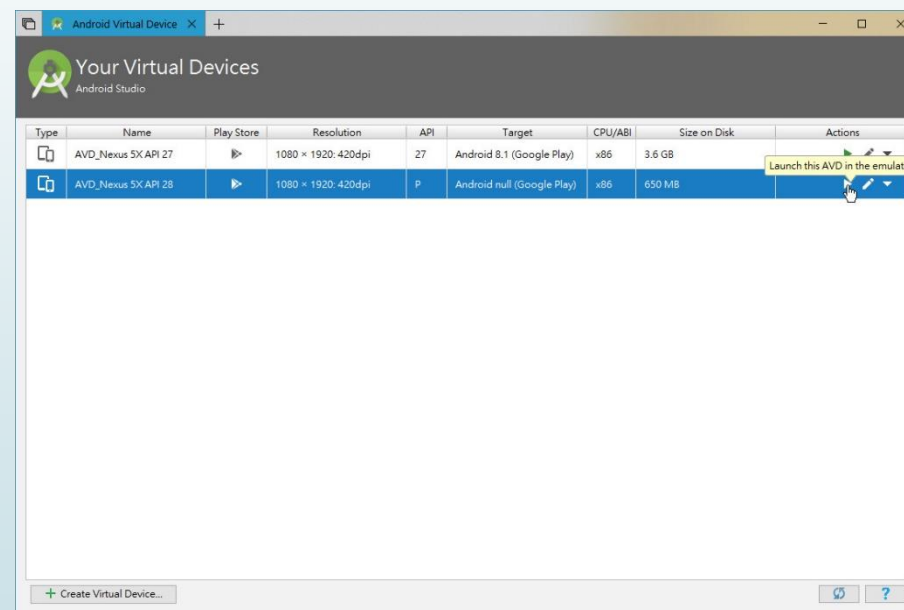 Android Virtual Device
Your Virtual Devices
Android Studio
Type Name Play Store Resolution API Target CPU/ABI Size on Disk Actions
AVD_Nexus 5X API 27 1080 × 1920: 420dpi 27 Android 8.1 (Google Play) x86 3.6 GB
Launch this AVD in the emulat
AVD_Nexus 5X API 28 1080 × 1920: 420dpi P Android null (Google Play) x86 650 MB
+ Create Virtual Device...
?